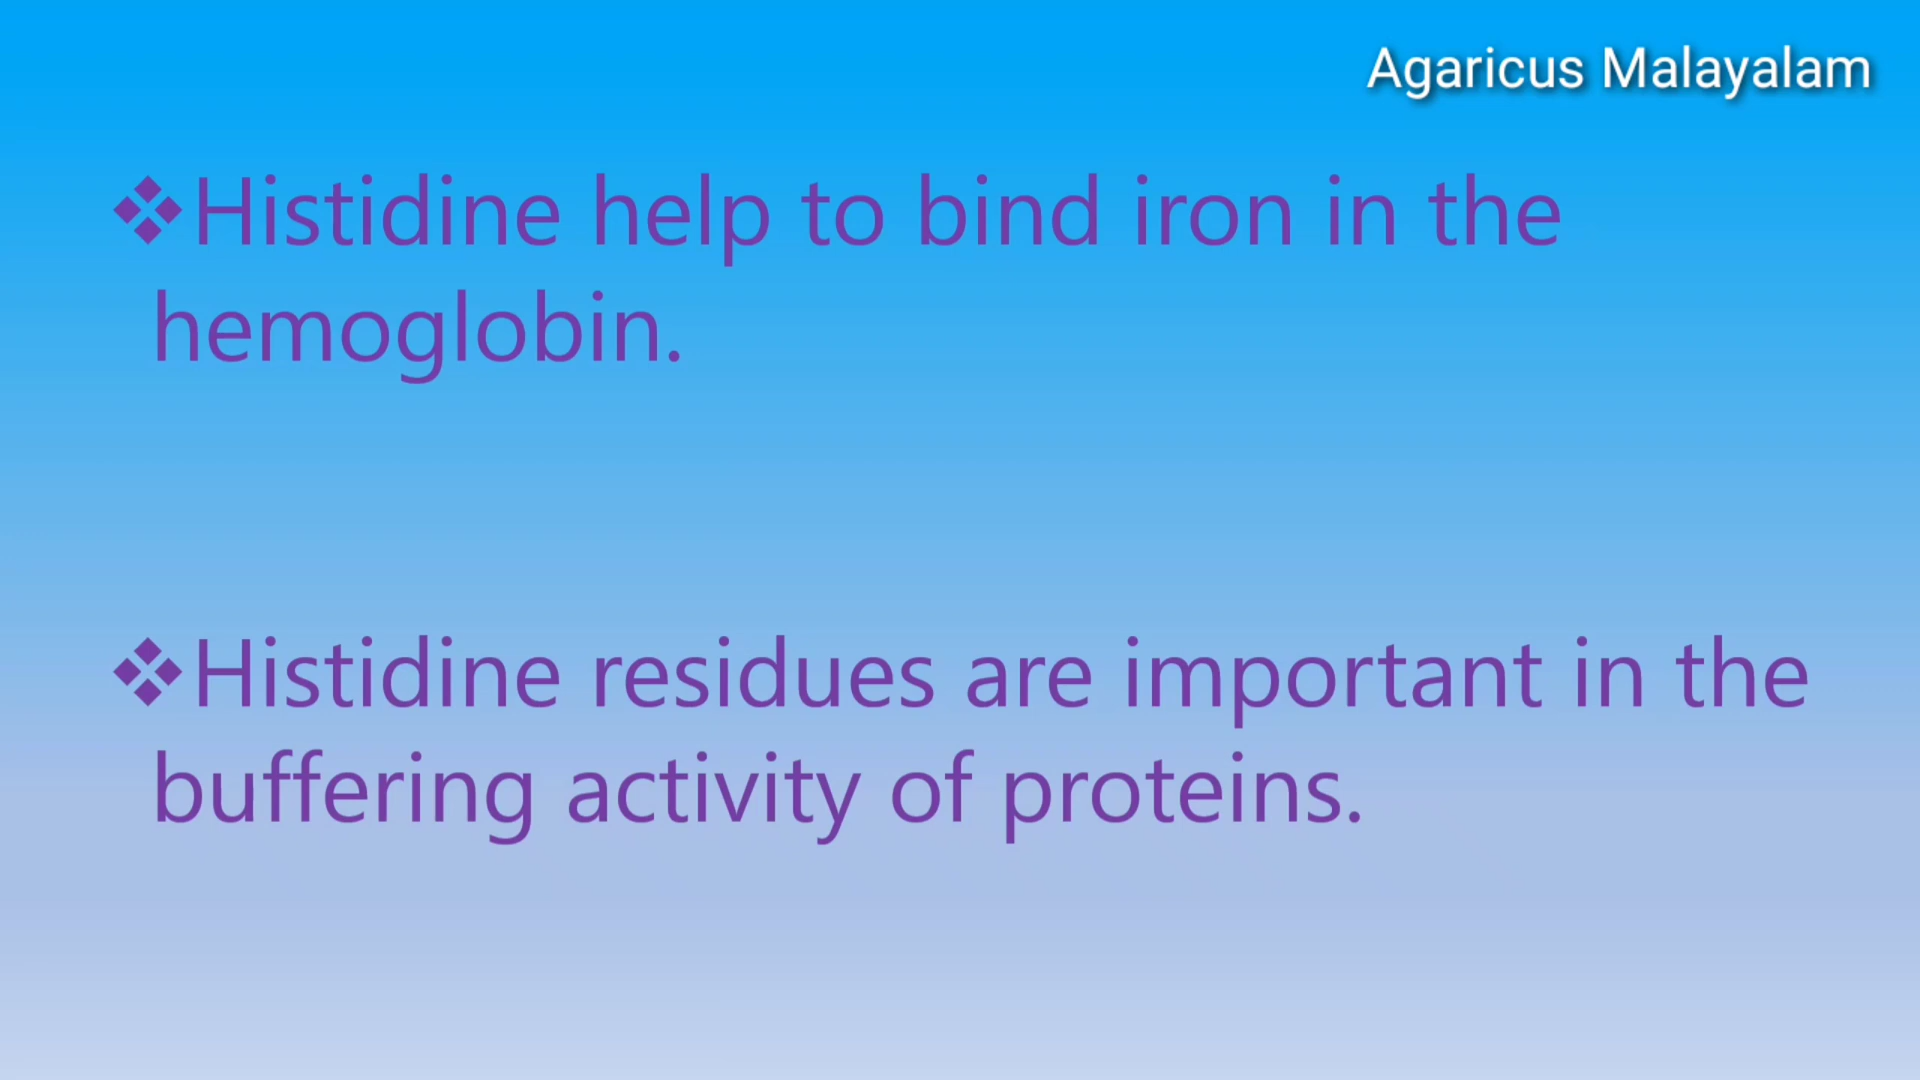 Agaricus Malayalam
❖Histidine help to bind iron in the
hemoglobin.
❖Histidine residues are important in the
buffering activity of proteins.